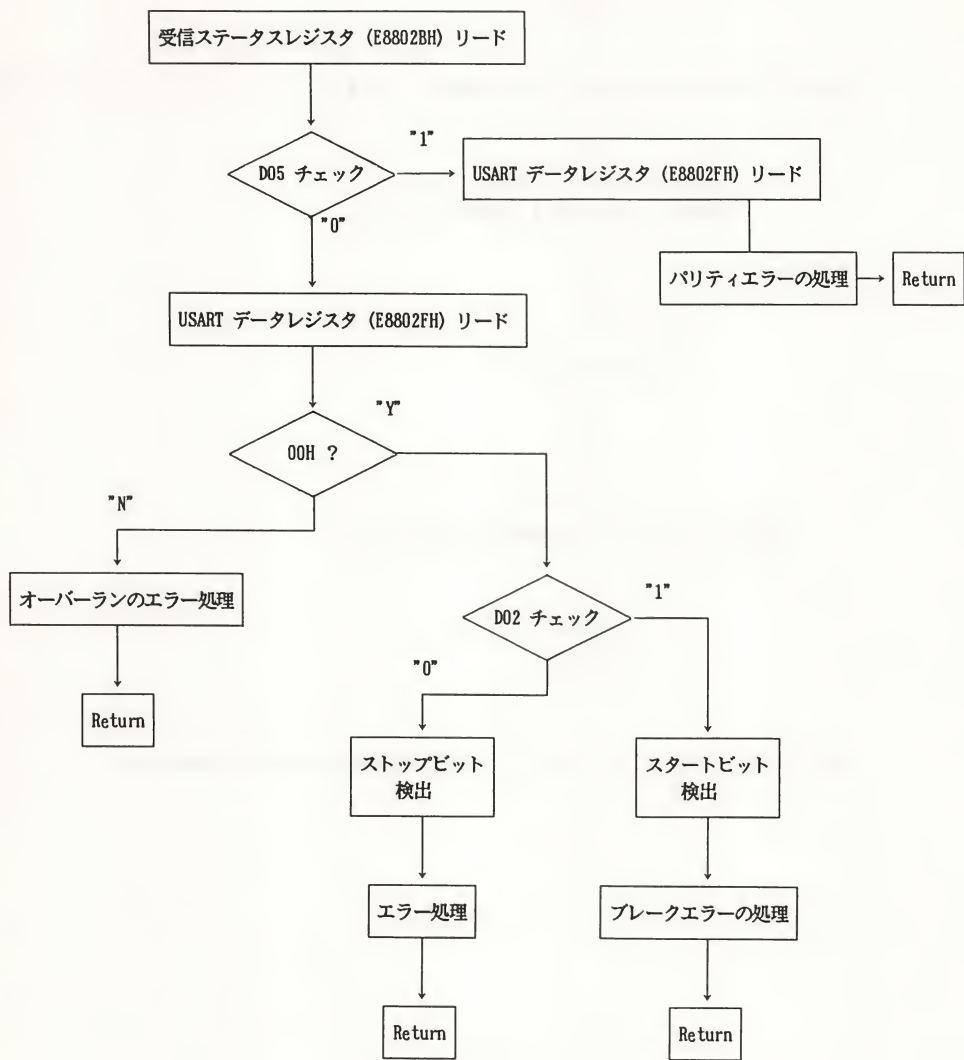 受信ステータスレジスタ (E8802BH) リード
"1"
D05 チェック
USART データレジスタ (E8802FH) リード
"0"
パリティエラーの処理
Return
USART データレジスタ (E8802FH) リード
"Y"
00H ?
"N"
オーバーランのエラー処理
D02 チェック
"1"
"0"
Return
ストップビット
検出
スタートビット
検出
エラー処理
ブレークエラーの処理
Return
Return